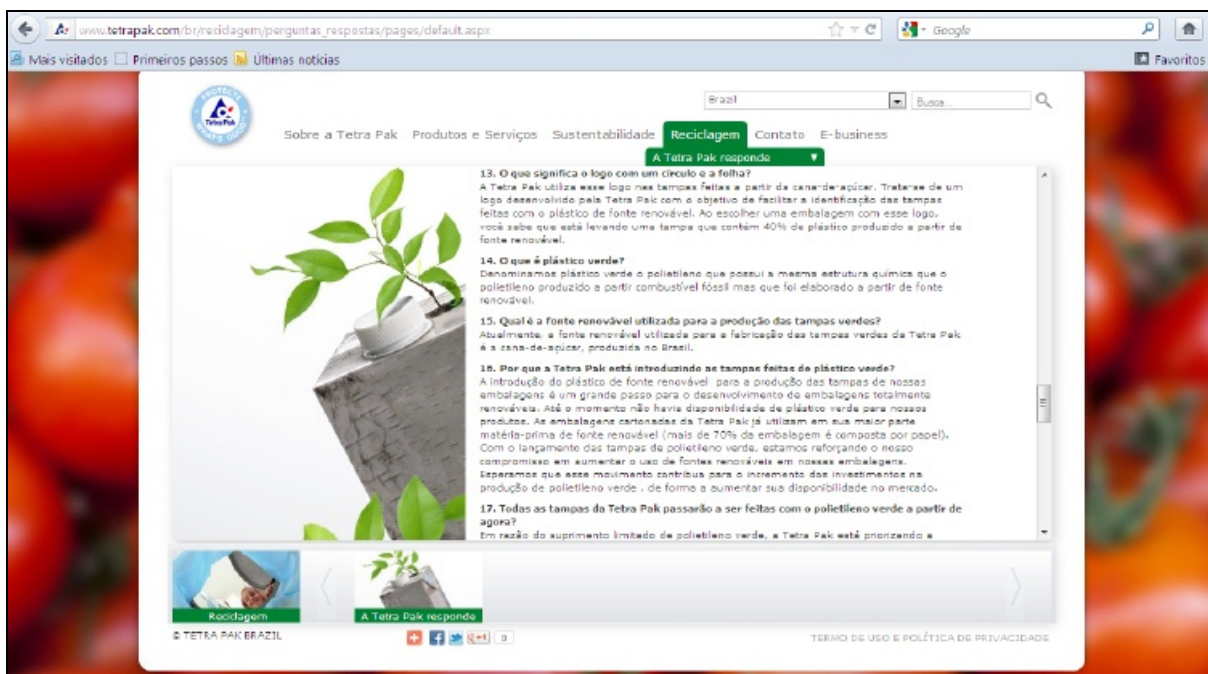 www.tetrapak.com/br/reciclagem/perguntas_respostas/pages/default.aspx
Google
Mais visitados Primeiros passos Últimas notícias
Favoritos
PROTECTS WHAT'S GOOD
Tetra Pak
Brazil
Busca...
Sobre a Tetra Pak Produtos e Serviços Sustentabilidade Reciclagem Contato E-business
A Tetra Pak responde
13. O que significa o logo com um círculo e a folha?
A Tetra Pak utiliza esse logo nas tampas feitas a partir da cana-de-açúcar. Trata-se de um
logo desenvolvido pela Tetra Pak com o objetivo de facilitar a identificação das tampas
feitas com o plástico de fonte renovável. Ao escolher uma embalagem com esse logo,
você sabe que está levando uma tampa que contém 40% de plástico produzido a partir de
fonte renovável.
14. O que é plástico verde?
Denominamos plástico verde o polietileno que possui a mesma estrutura química que o
polietileno produzido a partir combustível fóssil mas que foi elaborado a partir de fonte
renovável.
15. Qual é a fonte renovável utilizada para a produção das tampas verdes?
Atualmente, a fonte renovável utilizada para a fabricação das tampas verdes da Tetra Pak
é a cana-de-açúcar, produzida no Brasil.
16. Por que a Tetra Pak está introduzindo as tampas feitas de plástico verde?
A introdução do plástico de fonte renovável para a produção das tampas de nossas
embalagens é um grande passo para o desenvolvimento de embalagens totalmente
renováveis. Até o momento não havia disponibilidade de plástico verde para nossos
produtos. As embalagens cartonadas da Tetra Pak já utilizam em sua maior parte
matéria-prima de fonte renovável (mais de 70% da embalagem é composta por papel).
Com o lançamento das tampas de polietileno verde, estamos reforçando o nosso
compromisso em aumentar o uso de fontes renováveis em nossas embalagens.
Esperamos que esse movimento contribua para o incremento dos investimentos na
produção de polietileno verde , de forma a aumentar sua disponibilidade no mercado.
17. Todas as tampas da Tetra Pak passarão a ser feitas com o polietileno verde a partir de
agora?
Em razão do suprimento limitado de polietileno verde, a Tetra Pak está priorizando a
Reciclagem
A Tetra Pak responde
© TETRA PAK BRAZIL
+1 0
TERMO DE USO E POLÍTICA DE PRIVACIDADE